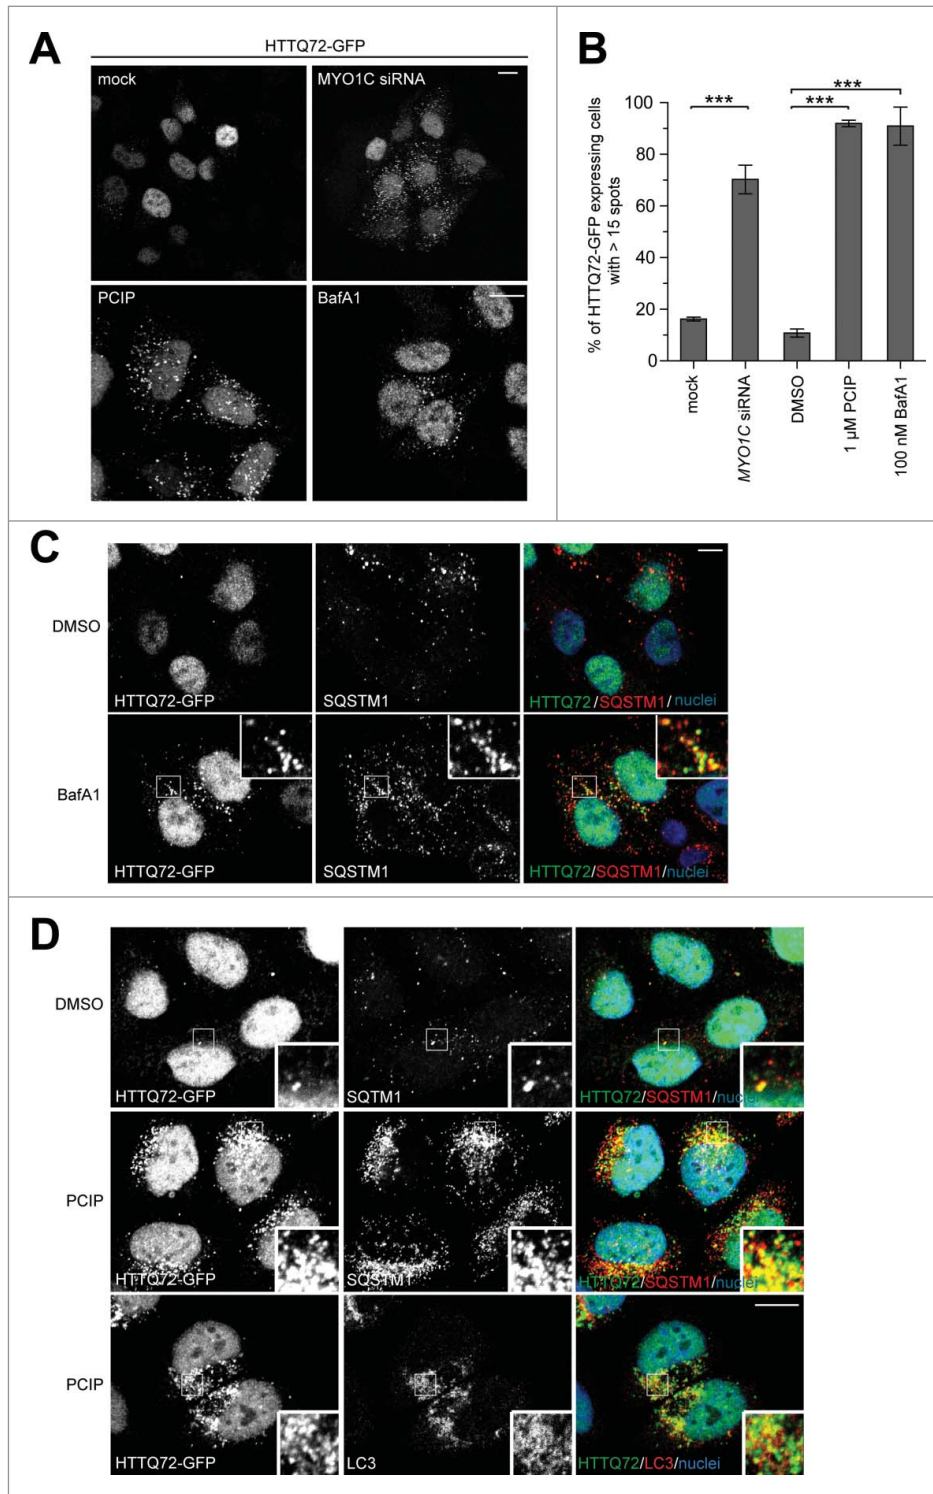 A
HTTQ72-GFP
mock
MYO1C siRNA
PCIP
BafA1
B
% of HTTQ72-GFP expressing cells
with > 15 spots
100
80
60
40
20
0
***
***
***
mock
MYO1C siRNA
DMSO
1 µM PCIP
100 nM BafA1
C
DMSO
HTTQ72-GFP
SQSTM1
HTTQ72/SQSTM1/nuclei
BafA1
HTTQ72-GFP
SQSTM1
HTTQ72/SQSTM1/nuclei
D
DMSO
HTTQ72-GFP
SQTM1
HTTQ72/SQSTM1/nuclei
PCIP
HTTQ72-GFP
SQSTM1
HTTQ72/SQSTM1/nuclei
PCIP
HTTQ72-GFP
LC3
HTTQ72/LC3/nuclei